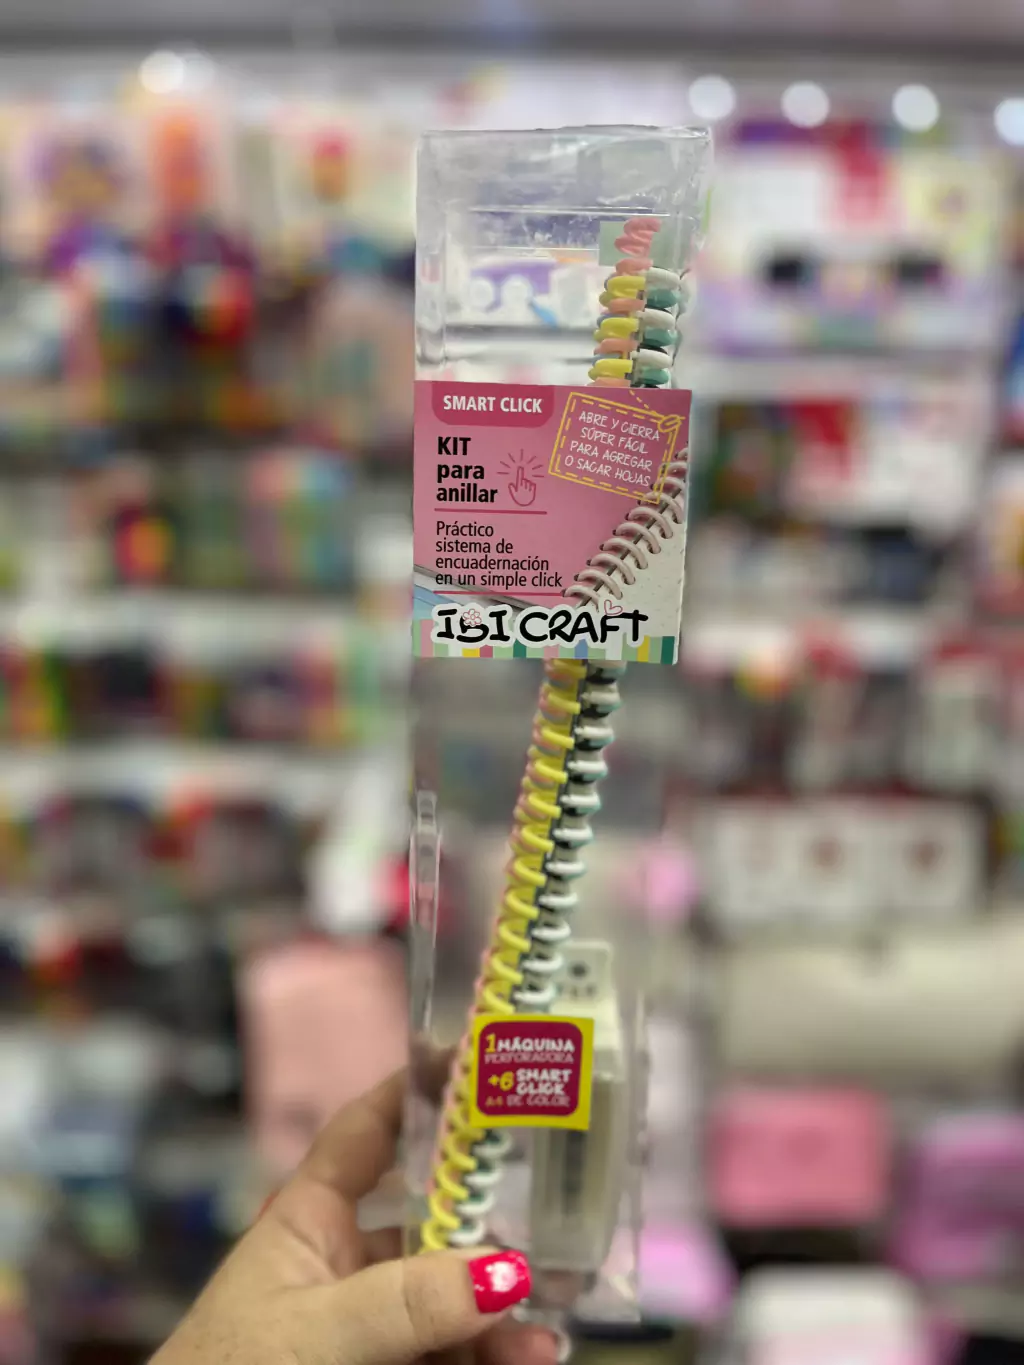 SMART CLICK
KIT
para
anillar
ABRE Y CIERRA
SÚPER FÁCIL
PARA AGREGAR
O SACAR HOJAS
Práctico
sistema de
encuadernación
en un simple click
IBI CRAFT
1 MÁQUINA
PERFORADORA
+6 SMART
CLICK
A4 DE COLOR